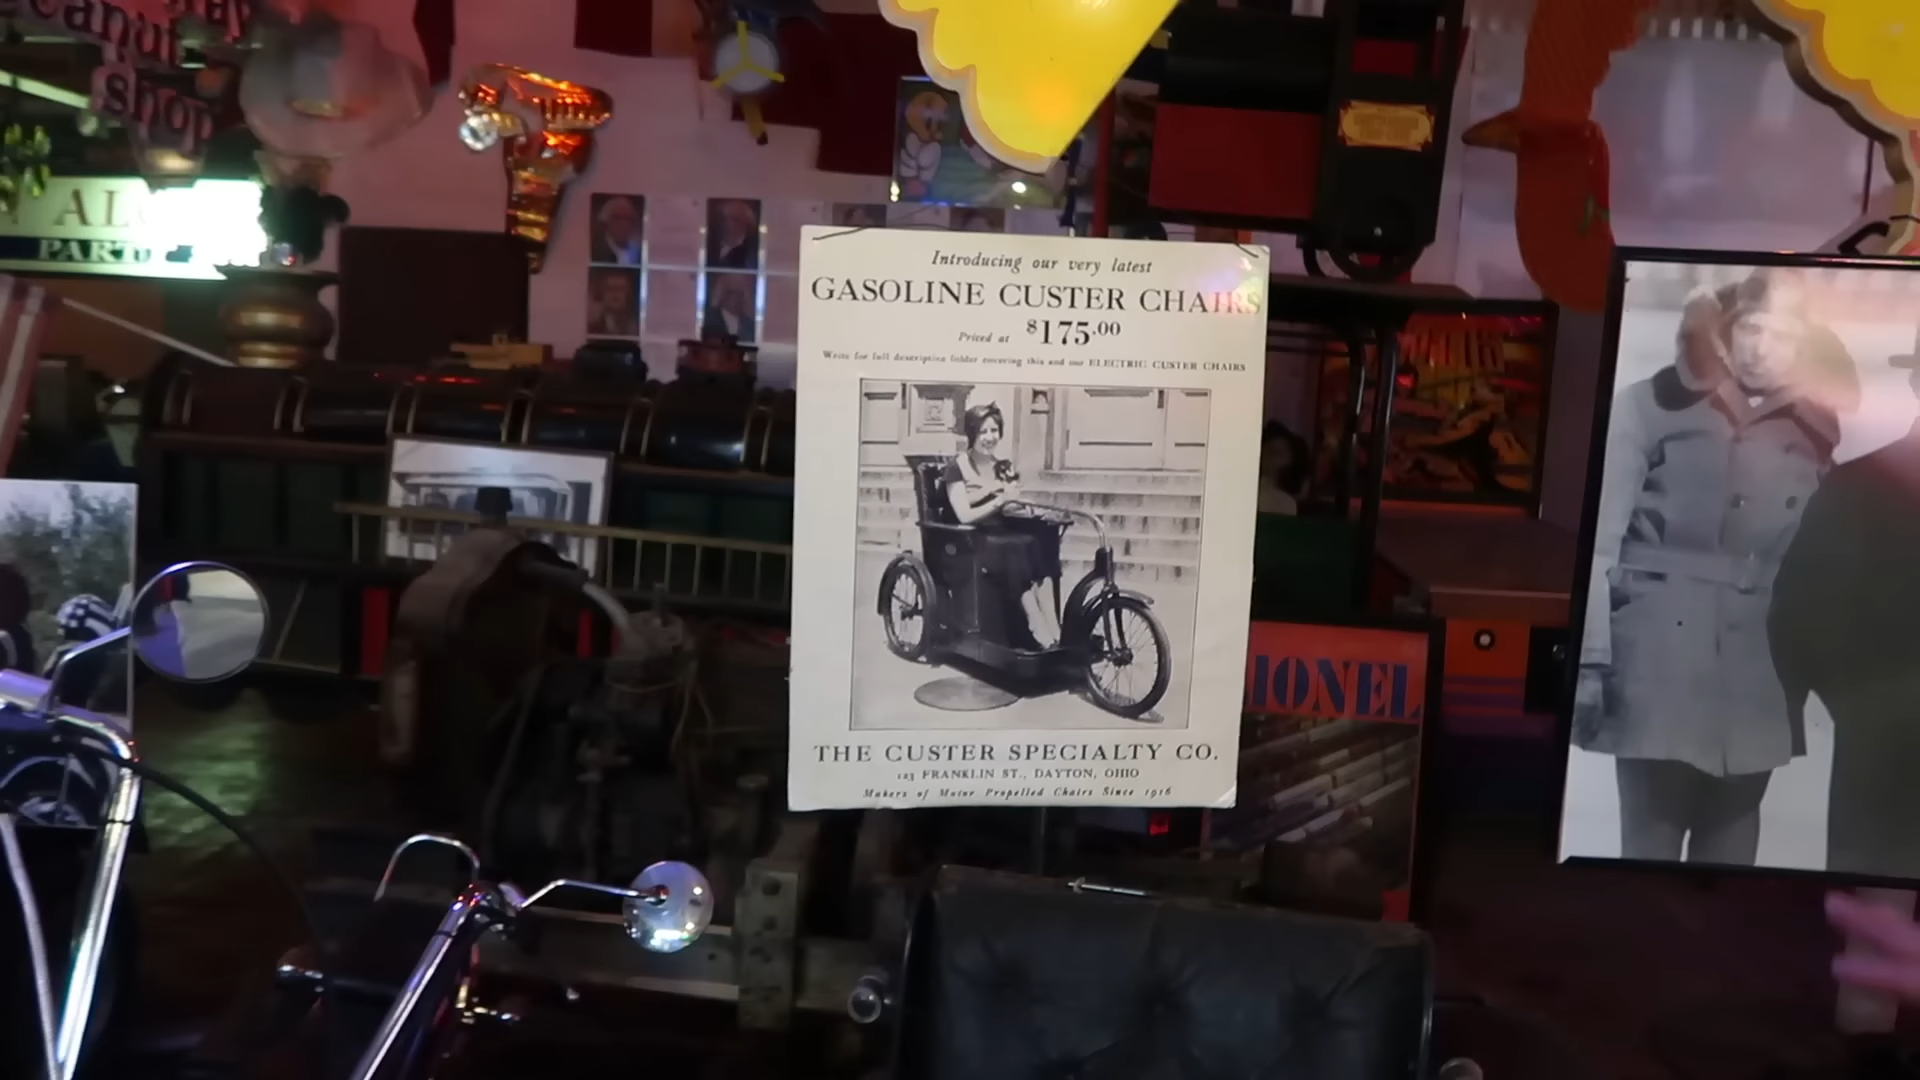 peanut
shop
PARTS
Introducing our very latest
GASOLINE CUSTER CHAIRS
Priced at $175.00
Write for full descriptive folder covering this and our ELECTRIC CUSTER CHAIRS
THE CUSTER SPECIALTY CO.
123 FRANKLIN ST., DAYTON, OHIO
Makers of Motor Propelled Chairs Since 1916
IONEL